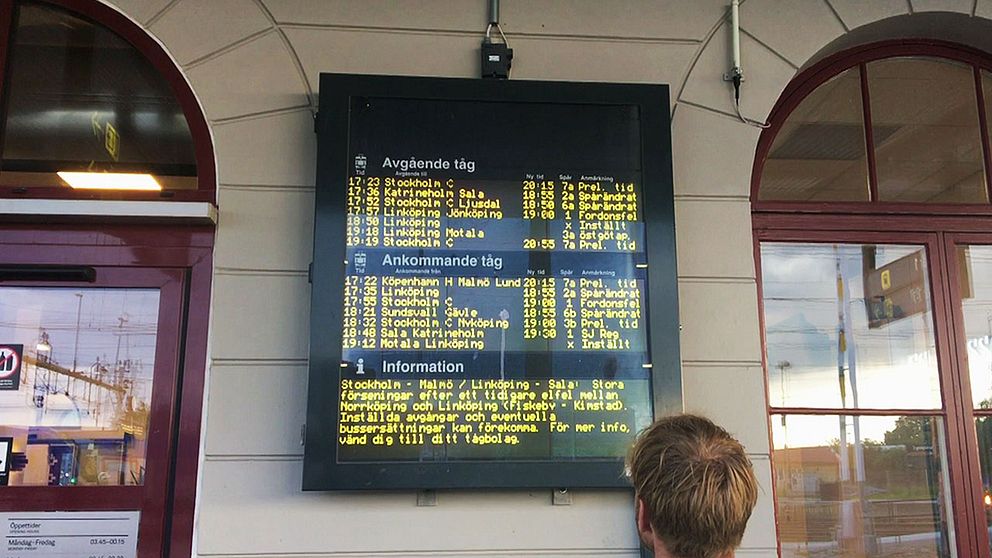 Avgående tåg
Tid Avgående till Ny tid Spår Anmärkning
17:23 Stockholm C 20:15 7a Prel. tid
17:36 Katrineholm Sala 18:55 2a Spårändrat
17:52 Stockholm C Ljusdal 18:50 6a Spårändrat
17:57 Linköping Jönköping 19:00 1 Fordonsfel
18:50 Linköping x Inställt
19:18 Linköping Motala 3a östgötap.
19:19 Stockholm C 20:55 7a Prel. tid
Ankommande tåg
Tid Ankommande från Ny tid Spår Anmärkning
17:22 Köpenhamn H Malmö Lund 20:15 7a Prel. tid
17:35 Linköping 18:55 2a Spårändrat
17:55 Stockholm C 19:00 1 Fordonsfel
18:21 Sundsvall Gävle 18:55 6b Spårändrat
18:32 Stockholm C Nyköping 19:00 3b Prel. tid
18:48 Sala Katrineholm 19:30 1 SJ Reg
19:12 Motala Linköping x Inställt
i Information
Stockholm - Malmö / Linköping - Sala: Stora
förseningar efter ett tidigare elfel mellan
Norrköping och Linköping (Fiskeby - Kimstad).
Inställda avgångar och eventuella
bussersättningar kan förekomma. För mer info,
vänd dig till ditt tågbolag.
Öppettider
OPENING HOURS
Måndag-Fredag 03.45-00.15
MONDAY-FRIDAY